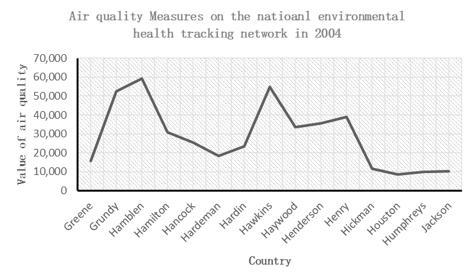 Air quality Measures on the natioanl environmental
health tracking network in 2004
Value of air quality
70,000
60,000
50,000
40,000
30,000
20,000
10,000
0
Greene
Grundy
Hamblen
Hamilton
Hancock
Hardeman
Hardin
Hawkins
Haywood
Henderson
Henry
Hickman
Houston
Humphreys
Jackson
Country